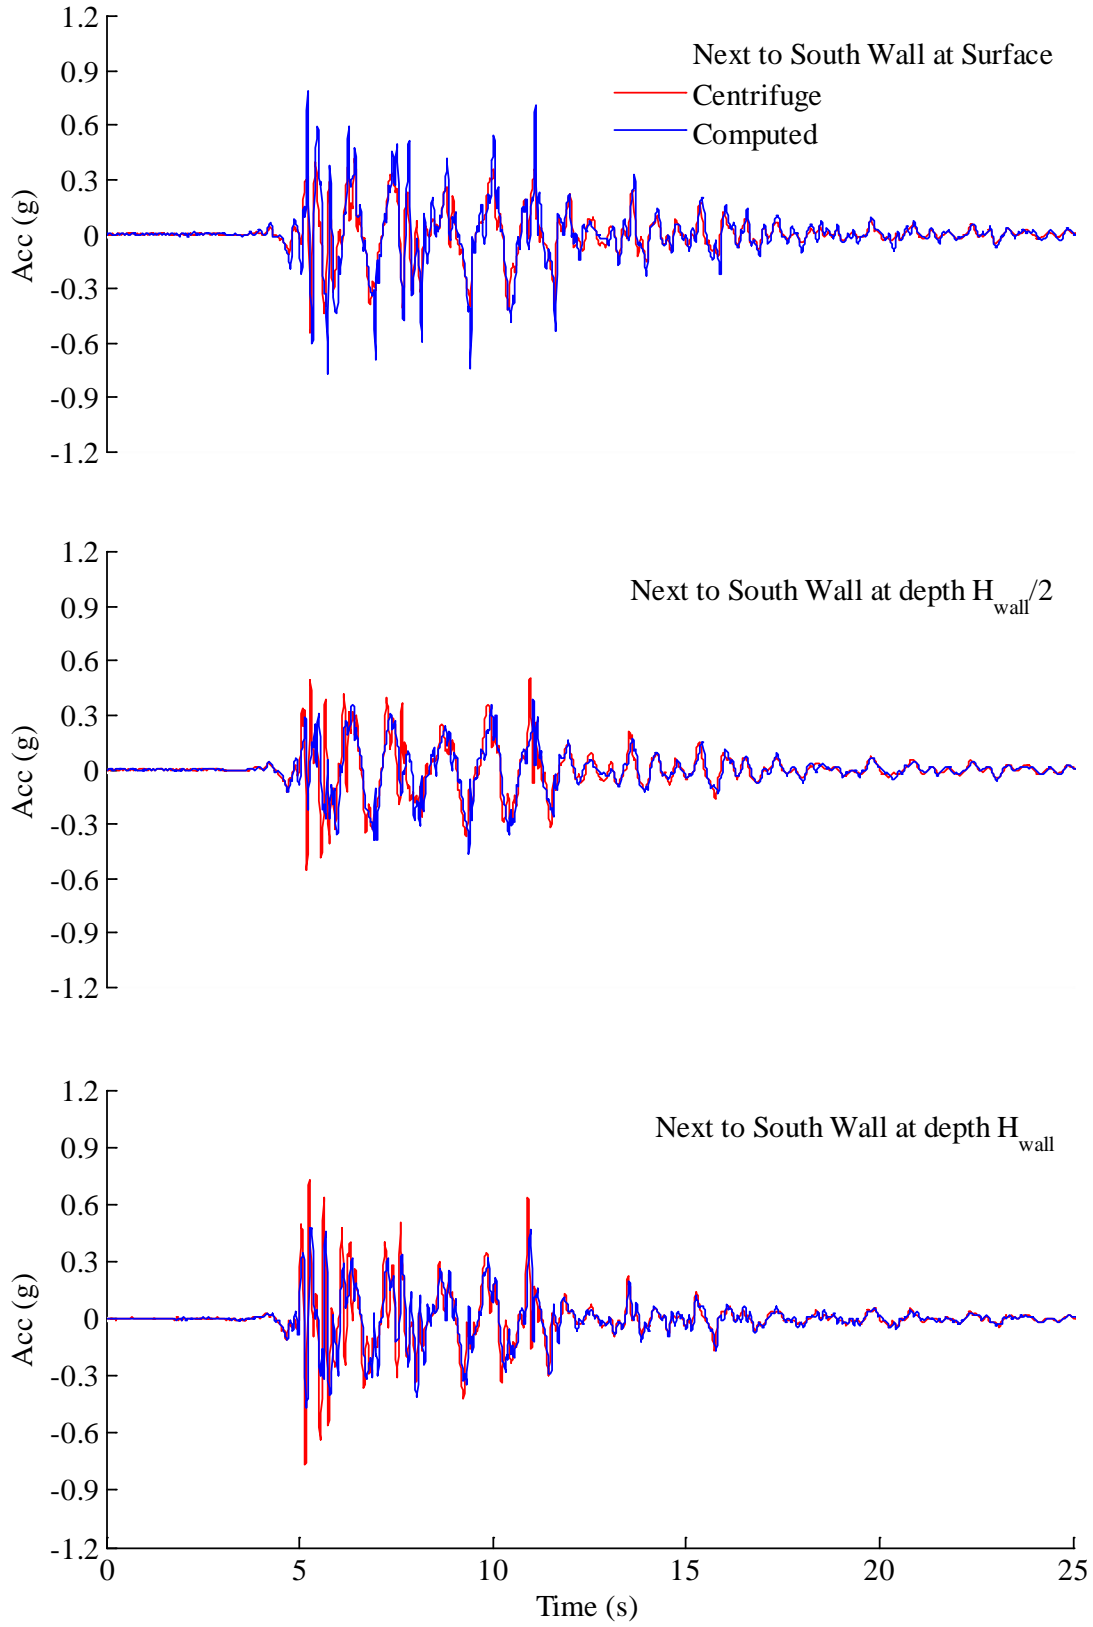 1.2
0.9
0.6
0.3
0
-0.3
-0.6
-0.9
-1.2
Acc (g)
Next to South Wall at Surface
Centrifuge
Computed
1.2
0.9
0.6
0.3
0
-0.3
-0.6
-0.9
-1.2
Acc (g)
Next to South Wall at depth H_wall/2
1.2
0.9
0.6
0.3
0
-0.3
-0.6
-0.9
-1.2
Acc (g)
Next to South Wall at depth H_wall
0 5 10 15 20 25
Time (s)